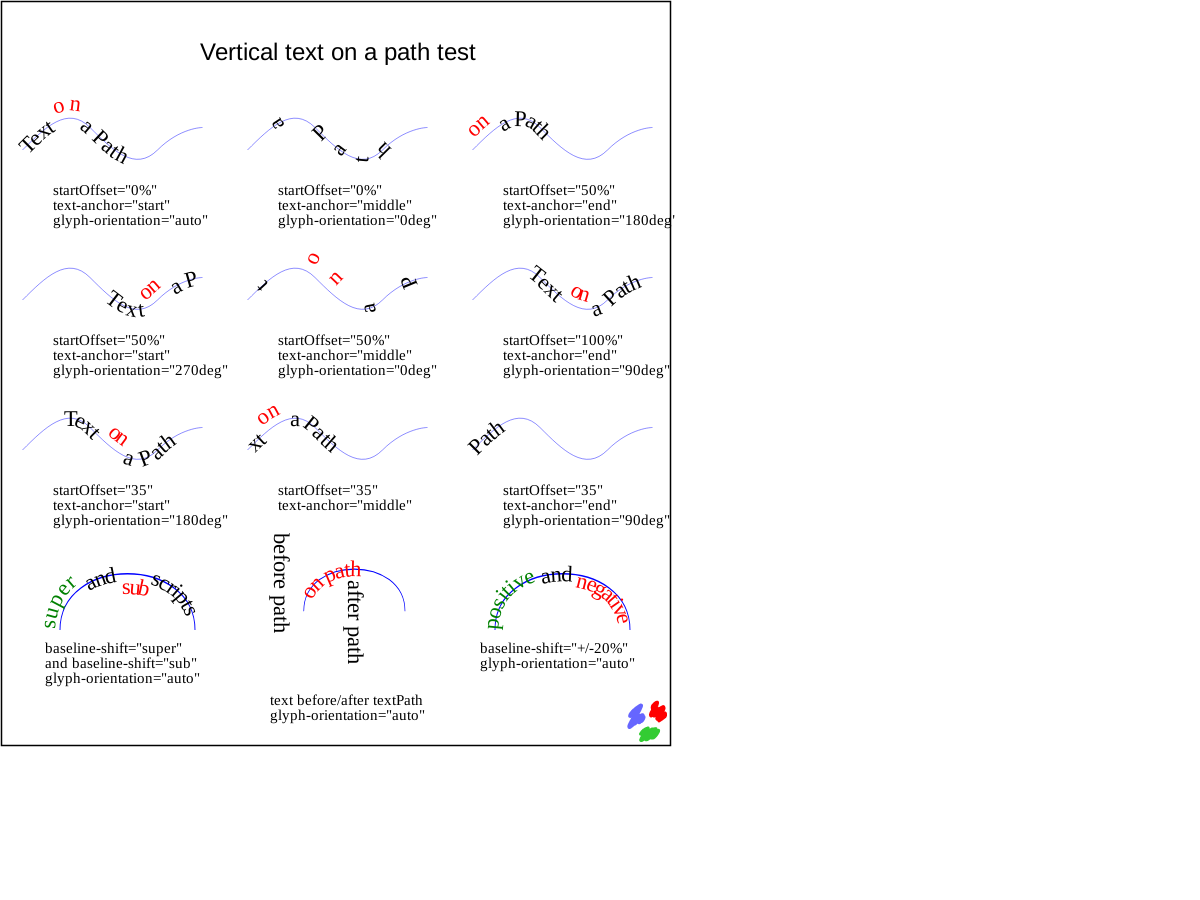 Vertical text on a path test
Text on a Path
a P a t h
on a Path
startOffset="0%"
text-anchor="start"
glyph-orientation="auto"
startOffset="0%"
text-anchor="middle"
glyph-orientation="0deg"
startOffset="50%"
text-anchor="end"
glyph-orientation="180deg"
Text on a P
t o n a P
Text on a Path
startOffset="50%"
text-anchor="start"
glyph-orientation="270deg"
startOffset="50%"
text-anchor="middle"
glyph-orientation="0deg"
startOffset="100%"
text-anchor="end"
glyph-orientation="90deg"
Text on a Path
xt on a Path
Path
startOffset="35"
text-anchor="start"
glyph-orientation="180deg"
startOffset="35"
text-anchor="middle"
startOffset="35"
text-anchor="end"
glyph-orientation="90deg"
super and sub scripts
before path on path after path
positive and negative
baseline-shift="super"
and baseline-shift="sub"
glyph-orientation="auto"
text before/after textPath
glyph-orientation="auto"
baseline-shift="+/-20%"
glyph-orientation="auto"